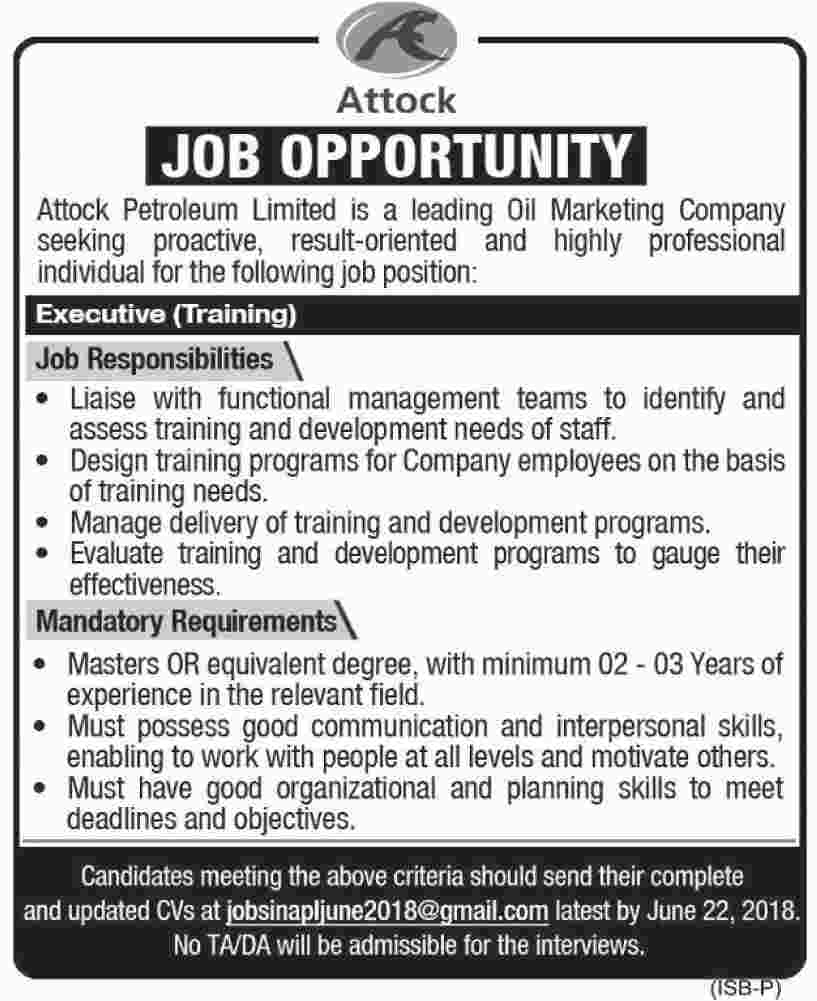 Attock
JOB OPPORTUNITY
Attock Petroleum Limited is a leading Oil Marketing Company
seeking proactive, result-oriented and highly professional
individual for the following job position:
Executive (Training)
Job Responsibilities
• Liaise with functional management teams to identify and
assess training and development needs of staff.
• Design training programs for Company employees on the basis
of training needs.
• Manage delivery of training and development programs.
• Evaluate training and development programs to gauge their
effectiveness.
Mandatory Requirements
• Masters OR equivalent degree, with minimum 02 - 03 Years of
experience in the relevant field.
• Must possess good communication and interpersonal skills,
enabling to work with people at all levels and motivate others.
• Must have good organizational and planning skills to meet
deadlines and objectives.
Candidates meeting the above criteria should send their complete
and updated CVs at jobsinapljune2018@gmail.com latest by June 22, 2018.
No TA/DA will be admissible for the interviews.
(ISB-P)